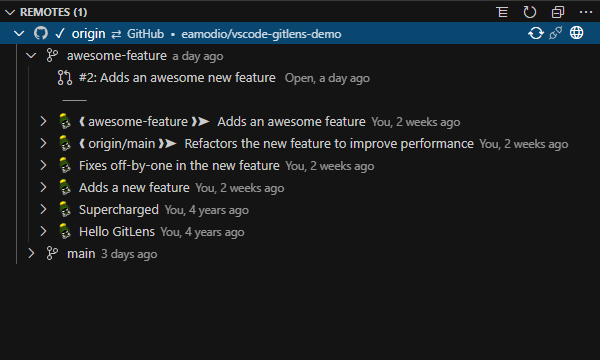 REMOTES
origin ⇄ GitHub • eamodio/vscode-gitlens-demo
awesome-feature a day ago
#2: Adds an awesome new feature Open, a day ago
❨ awesome-feature ❩➤ Adds an awesome feature You, 2 weeks ago
❨ origin/main ❩➤ Refactors the new feature to improve performance You, 2 weeks ago
Fixes off-by-one in the new feature You, 2 weeks ago
Adds a new feature You, 2 weeks ago
Supercharged You, 4 years ago
Hello GitLens You, 4 years ago
main 3 days ago